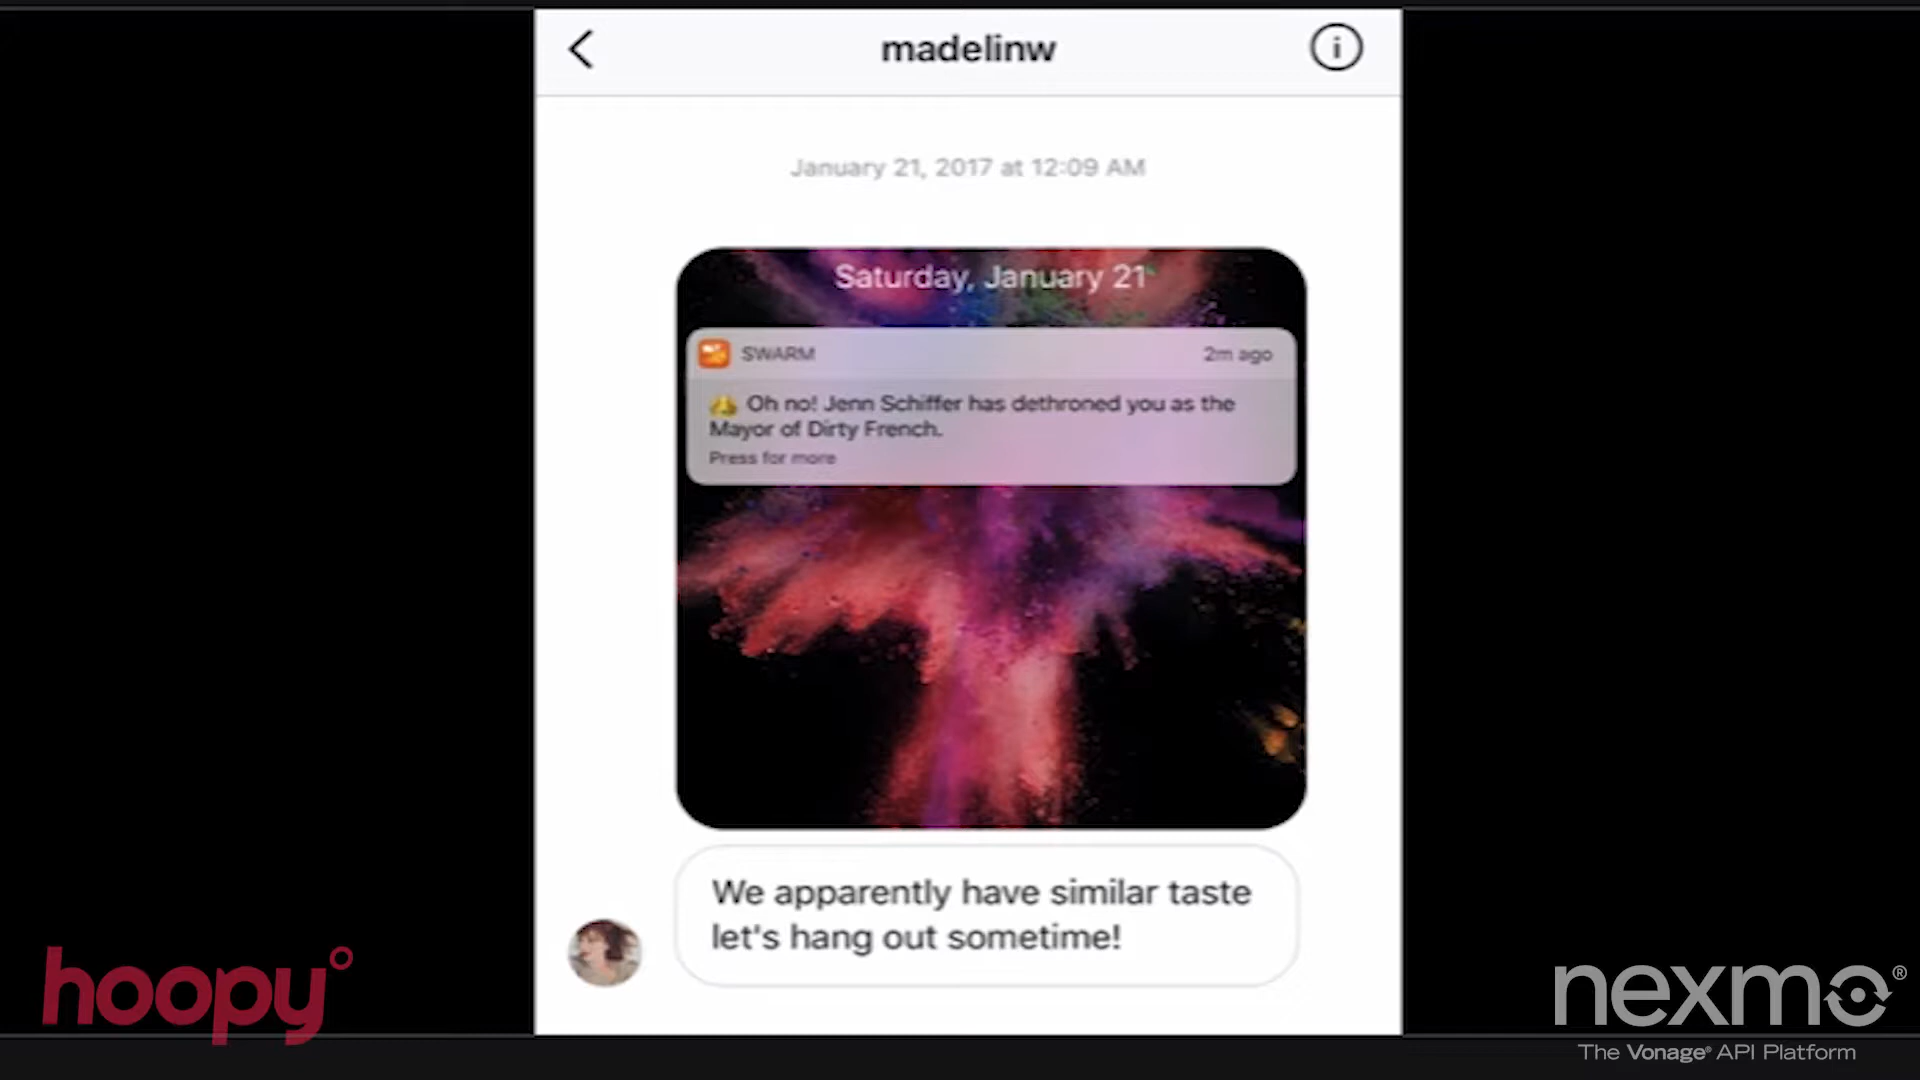 madelinw
January 21, 2017 at 12:09 AM
Saturday, January 21
SWARM
2m ago
Oh no! Jenn Schiffer has dethroned you as the
Mayor of Dirty French.
Press for more
We apparently have similar taste
let's hang out sometime!
hoopy
nexmo®
The Vonage® API Platform